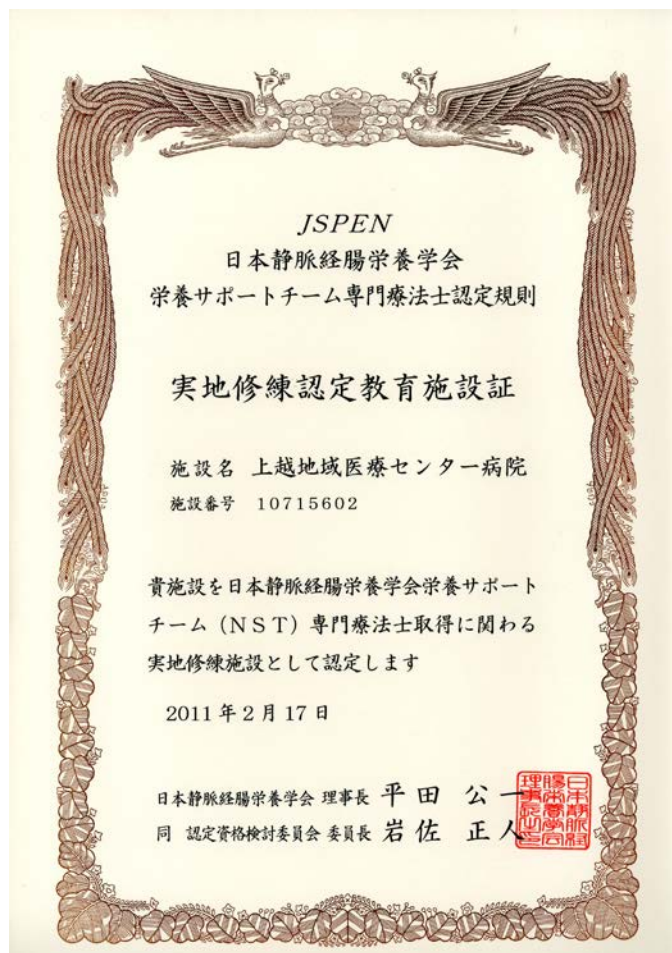 JSPEN
日本静脈経腸栄養学会
栄養サポートチーム専門療法士認定規則
実地修練認定教育施設証
施設名 上越地域医療センター病院
施設番号 10715602
貴施設を日本静脈経腸栄養学会栄養サポート
チーム（NST）専門療法士取得に関わる
実地修練施設として認定します
2011年2月17日
日本静脈経腸栄養学会 理事長 平田 公一
同 認定資格検討委員会 委員長 岩佐 正人